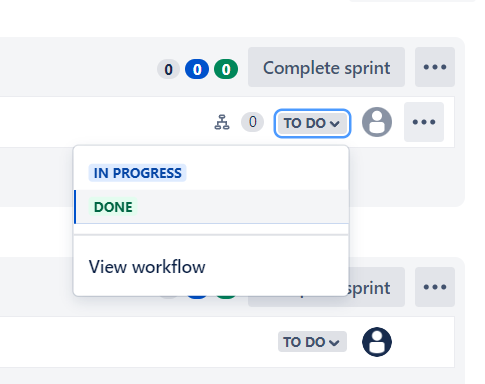 0 0 0 Complete sprint
0 TO DO
IN PROGRESS
DONE
View workflow
sprint
TO DO